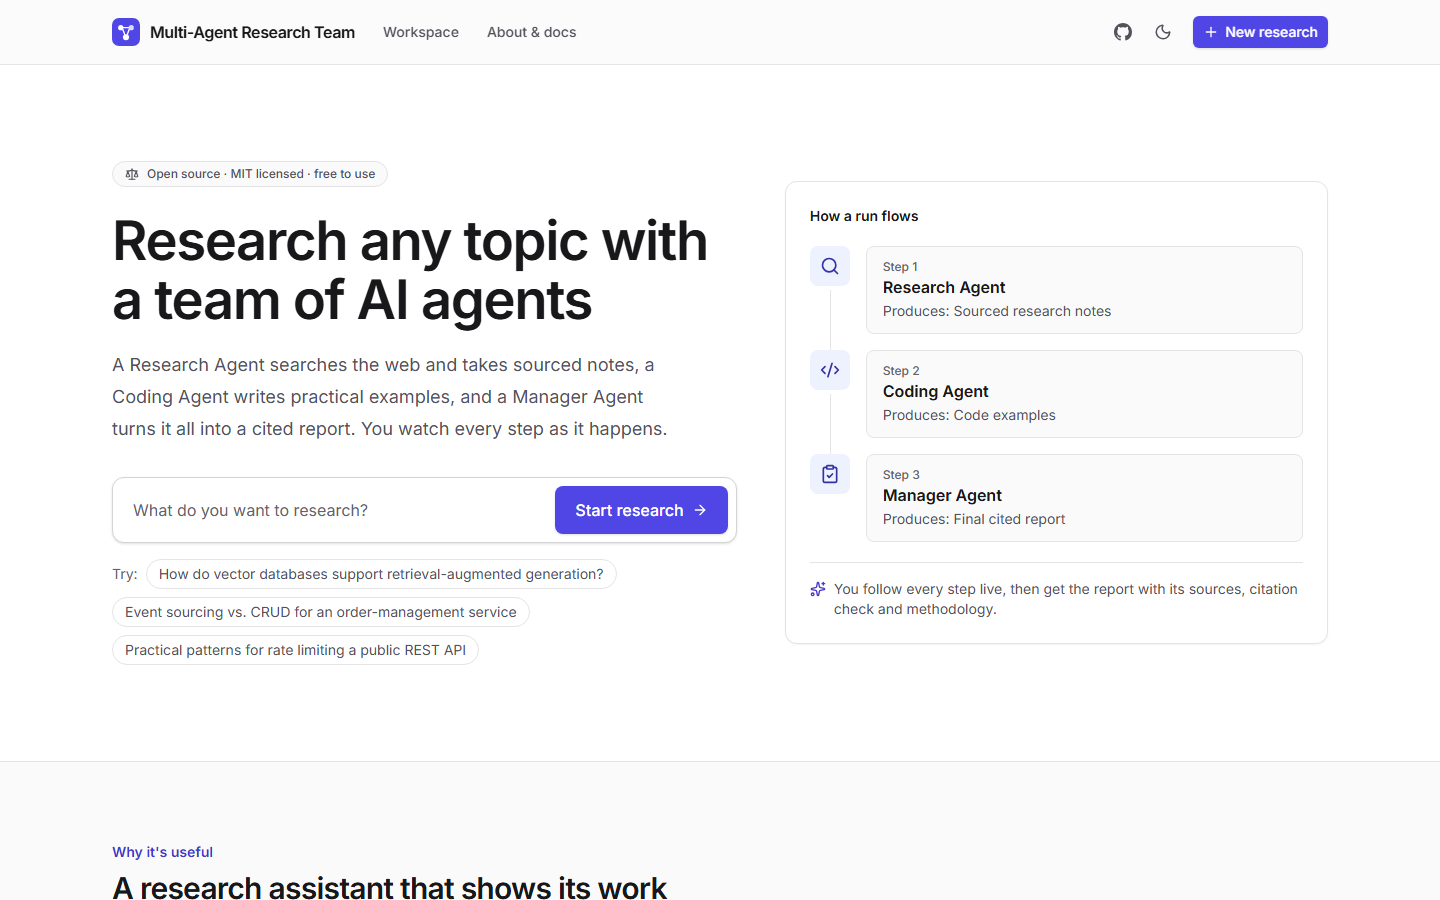 Multi-Agent Research Team
Workspace
About & docs
New research
Open source · MIT licensed · free to use
Research any topic with
a team of AI agents
A Research Agent searches the web and takes sourced notes, a
Coding Agent writes practical examples, and a Manager Agent
turns it all into a cited report. You watch every step as it happens.
What do you want to research?
Start research
Try:
How do vector databases support retrieval-augmented generation?
Event sourcing vs. CRUD for an order-management service
Practical patterns for rate limiting a public REST API
How a run flows
Step 1
Research Agent
Produces: Sourced research notes
Step 2
Coding Agent
Produces: Code examples
Step 3
Manager Agent
Produces: Final cited report
You follow every step live, then get the report with its sources, citation
check and methodology.
Why it's useful
A research assistant that shows its work